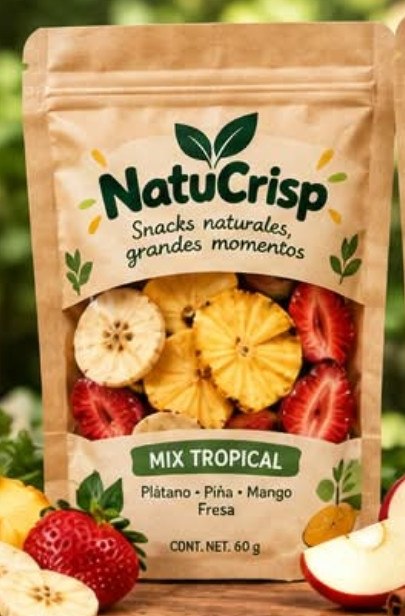 NatuCrisp
Snacks naturales,
grandes momentos
MIX TROPICAL
Plátano • Piña • Mango
Fresa
CONT. NET. 60 g